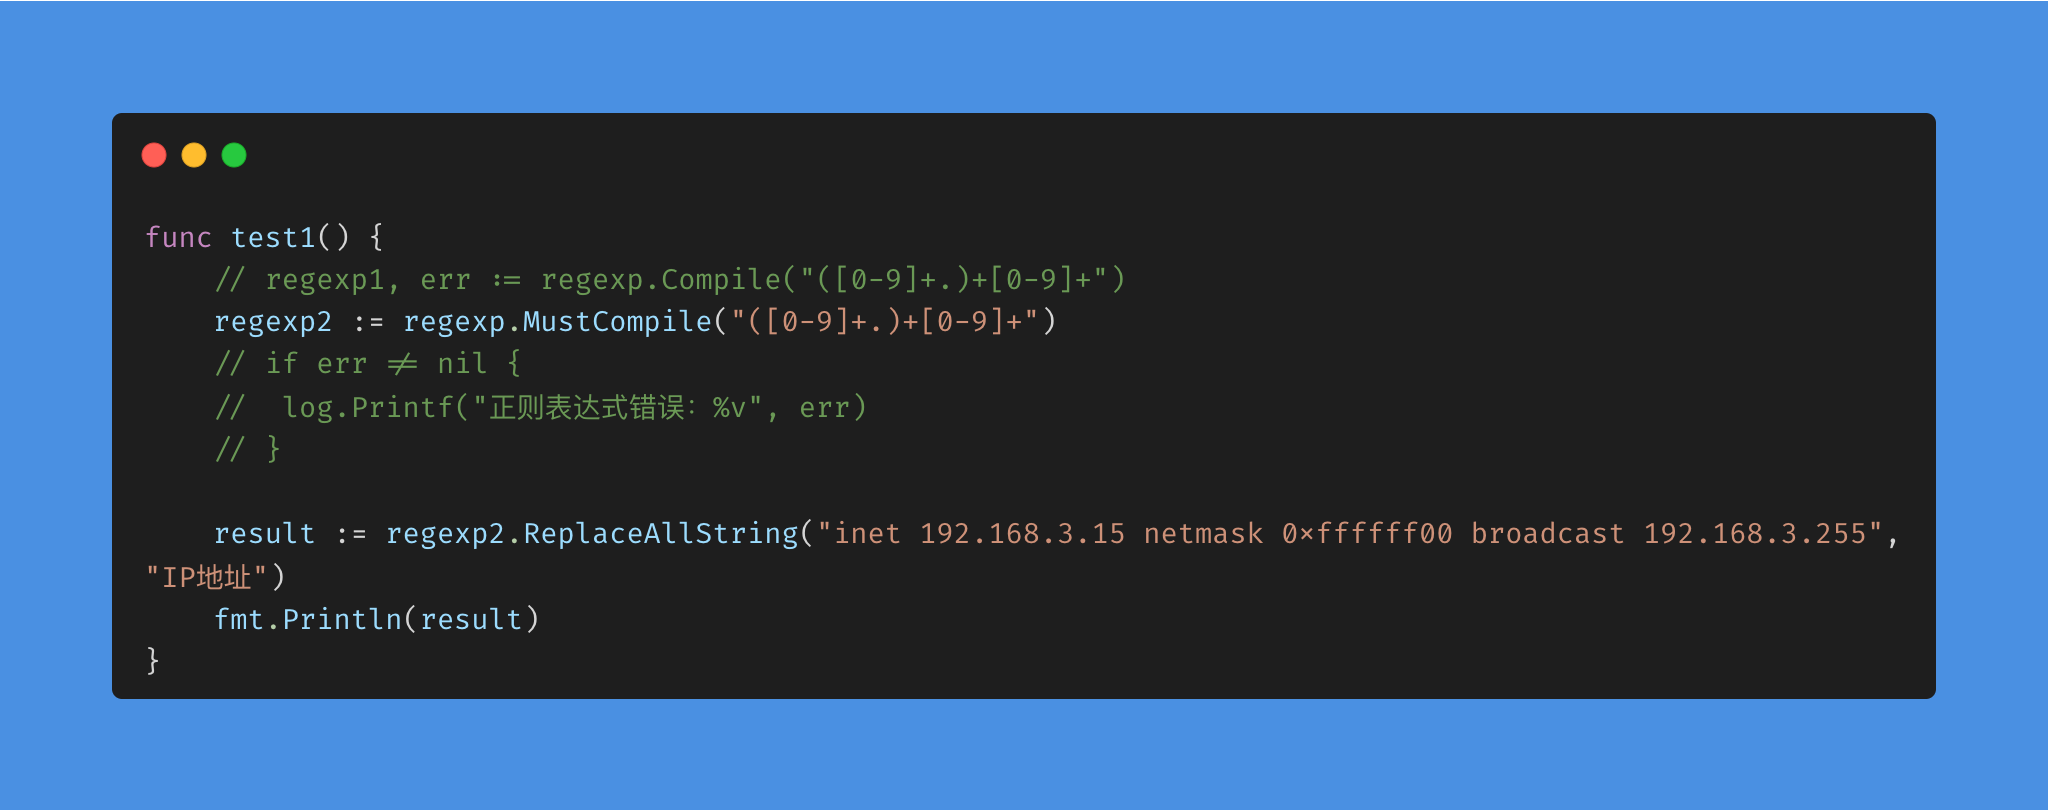 func test1() {
    // regexp1, err := regexp.Compile("([0-9]+.)+[0-9]+")
    regexp2 := regexp.MustCompile("([0-9]+.)+[0-9]+")
    // if err != nil {
    //  log.Printf("正则表达式错误：%v", err)
    // }
    result := regexp2.ReplaceAllString("inet 192.168.3.15 netmask 0xffffff00 broadcast 192.168.3.255",
"IP地址")
    fmt.Println(result)
}